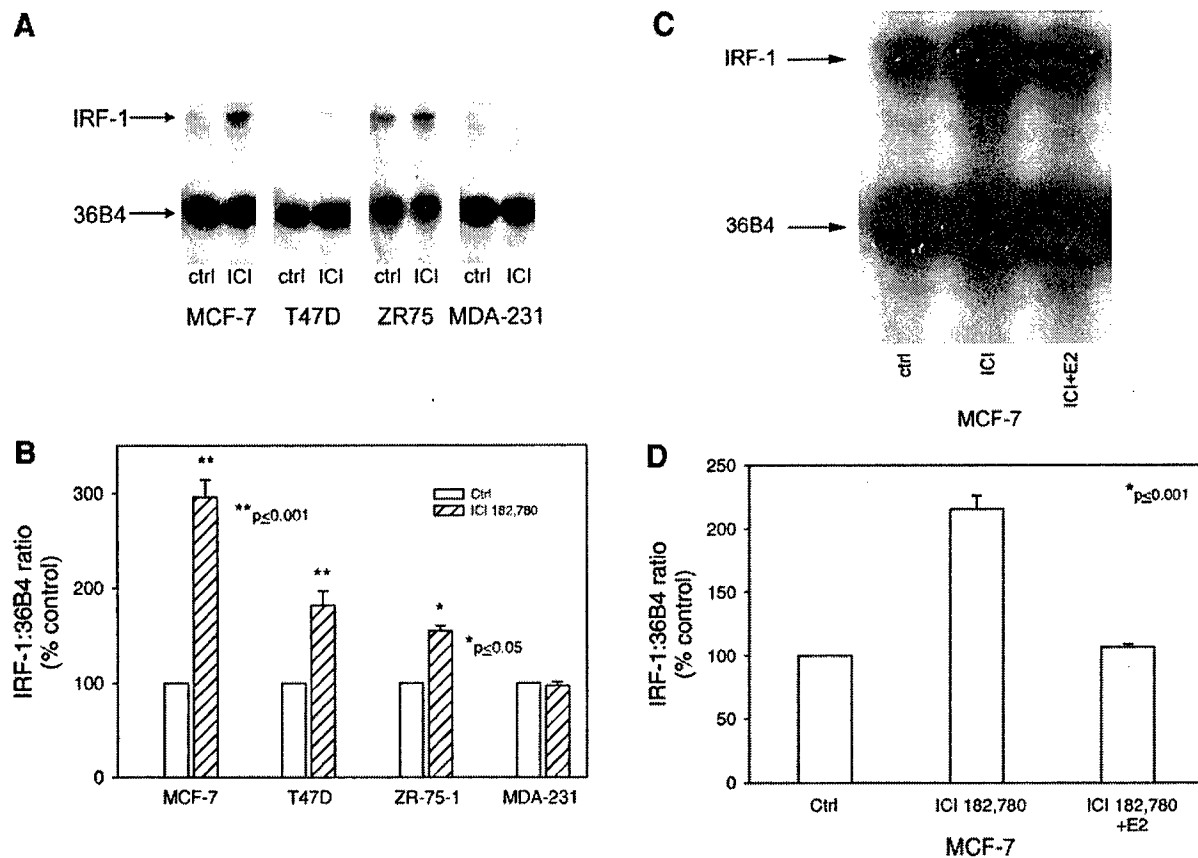 A
IRF-1
36B4
ctrl ICI ctrl ICI ctrl ICI ctrl ICI
MCF-7 T47D ZR75 MDA-231
B
IRF-1:36B4 ratio
(% control)
300
200
100
0
**
**p≤0.001
**
*
*p≤0.05
Ctrl
ICI 182,780
MCF-7 T47D ZR-75-1 MDA-231
C
IRF-1
36B4
ctrl
ICI
ICI+E2
MCF-7
D
IRF-1:36B4 ratio
(% control)
250
200
150
100
50
0
*p≤0.001
Ctrl ICI 182,780 ICI 182,780
+E2
MCF-7